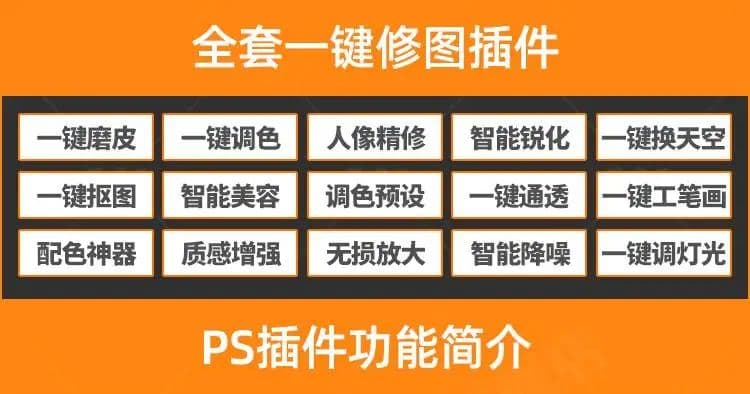 全套一键修图插件
一键磨皮 一键调色 人像精修 智能锐化 一键换天空
一键抠图 智能美容 调色预设 一键通透 一键工笔画
配色神器 质感增强 无损放大 智能降噪 一键调灯光
PS插件功能简介